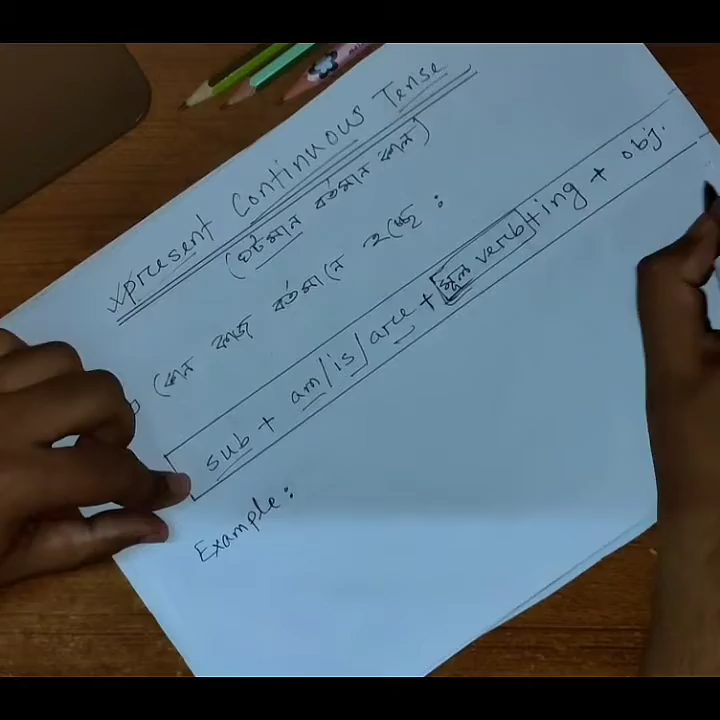 Present Continuous Tense
(ঘটমান বর্তমান কাল)
কোন কাজ বর্তমানে হচ্ছে :
sub + am/is/are + মূল verb + ing + obj.
Example :